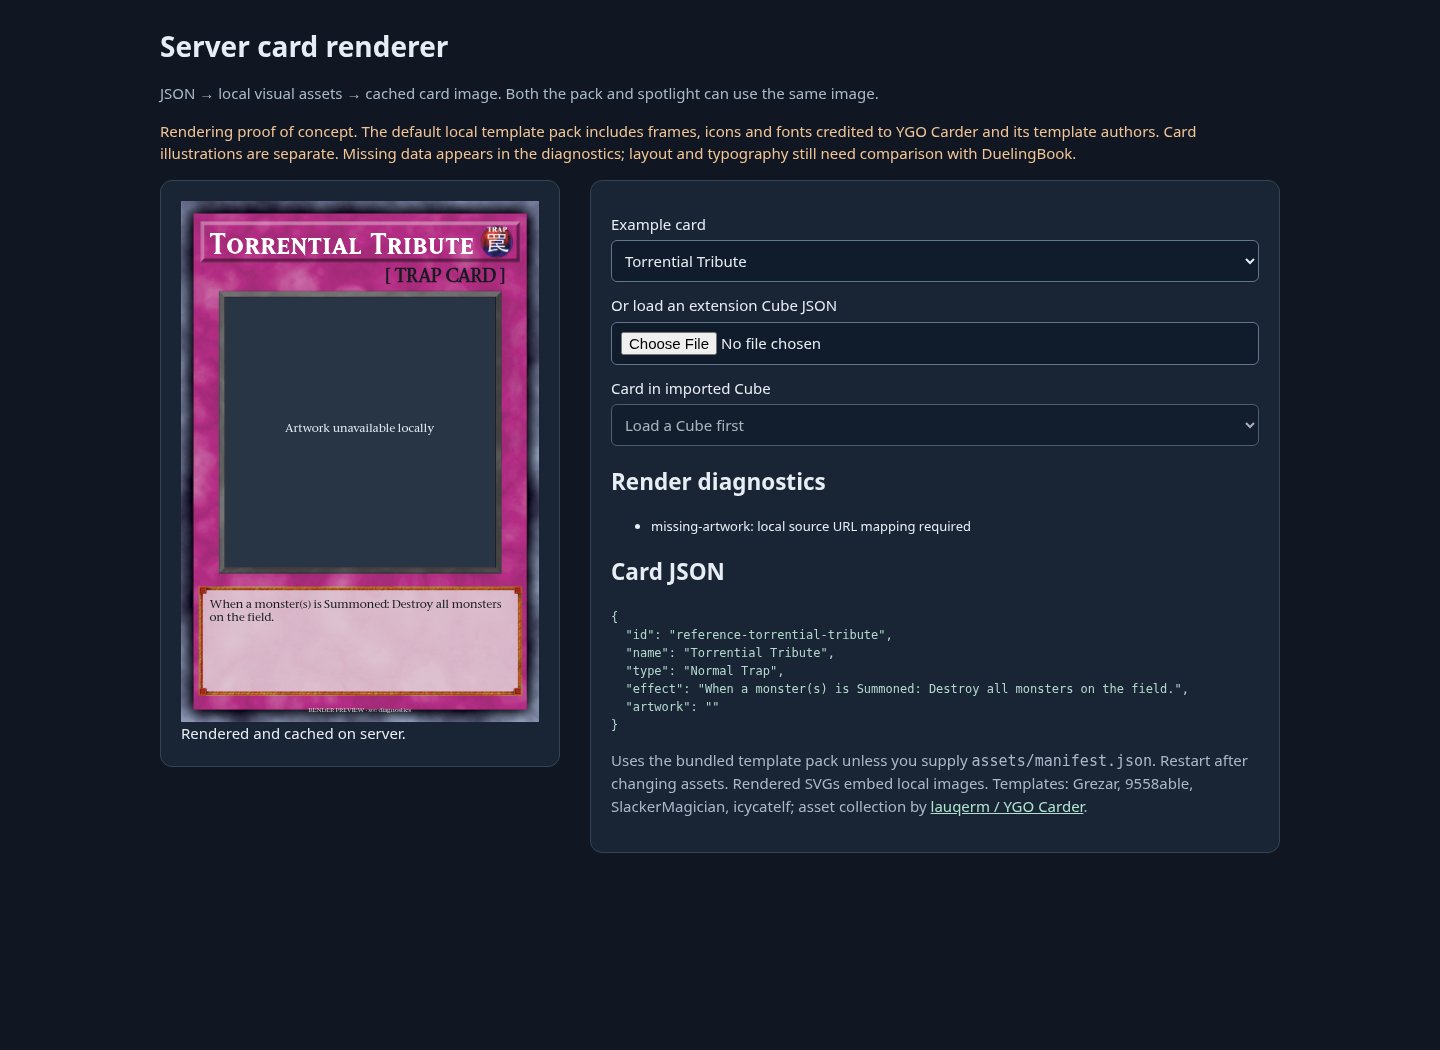 Server card renderer
JSON → local visual assets → cached card image. Both the pack and spotlight can use the same image.
Rendering proof of concept. The default local template pack includes frames, icons and fonts credited to YGO Carder and its template authors. Card
illustrations are separate. Missing data appears in the diagnostics; layout and typography still need comparison with DuelingBook.
TORRENTIAL TRIBUTE
TRAP
罠
[ TRAP CARD ]
Artwork unavailable locally
When a monster(s) is Summoned: Destroy all monsters
on the field.
RENDER PREVIEW · see diagnostics
Rendered and cached on server.
Example card
Torrential Tribute
Or load an extension Cube JSON
Choose File No file chosen
Card in imported Cube
Load a Cube first
Render diagnostics
• missing-artwork: local source URL mapping required
Card JSON
{
"id": "reference-torrential-tribute",
"name": "Torrential Tribute",
"type": "Normal Trap",
"effect": "When a monster(s) is Summoned: Destroy all monsters on the field.",
"artwork": ""
}
Uses the bundled template pack unless you supply assets/manifest.json. Restart after
changing assets. Rendered SVGs embed local images. Templates: Grezar, 9558able,
SlackerMagician, icycatelf; asset collection by lauqerm / YGO Carder.